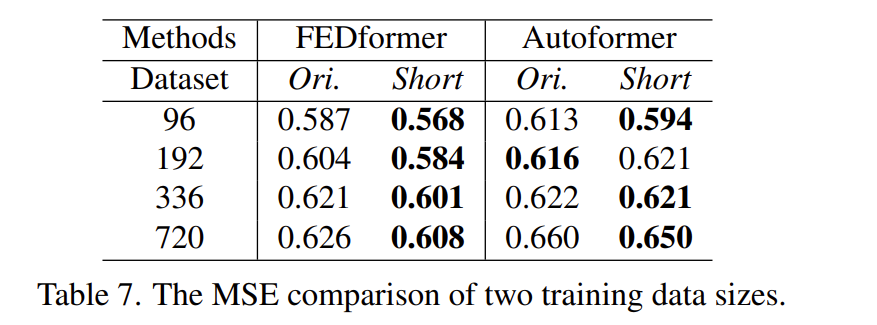 Methods FEDformer Autoformer
Dataset Ori. Short Ori. Short
96 0.587 0.568 0.613 0.594
192 0.604 0.584 0.616 0.621
336 0.621 0.601 0.622 0.621
720 0.626 0.608 0.660 0.650
Table 7. The MSE comparison of two training data sizes.